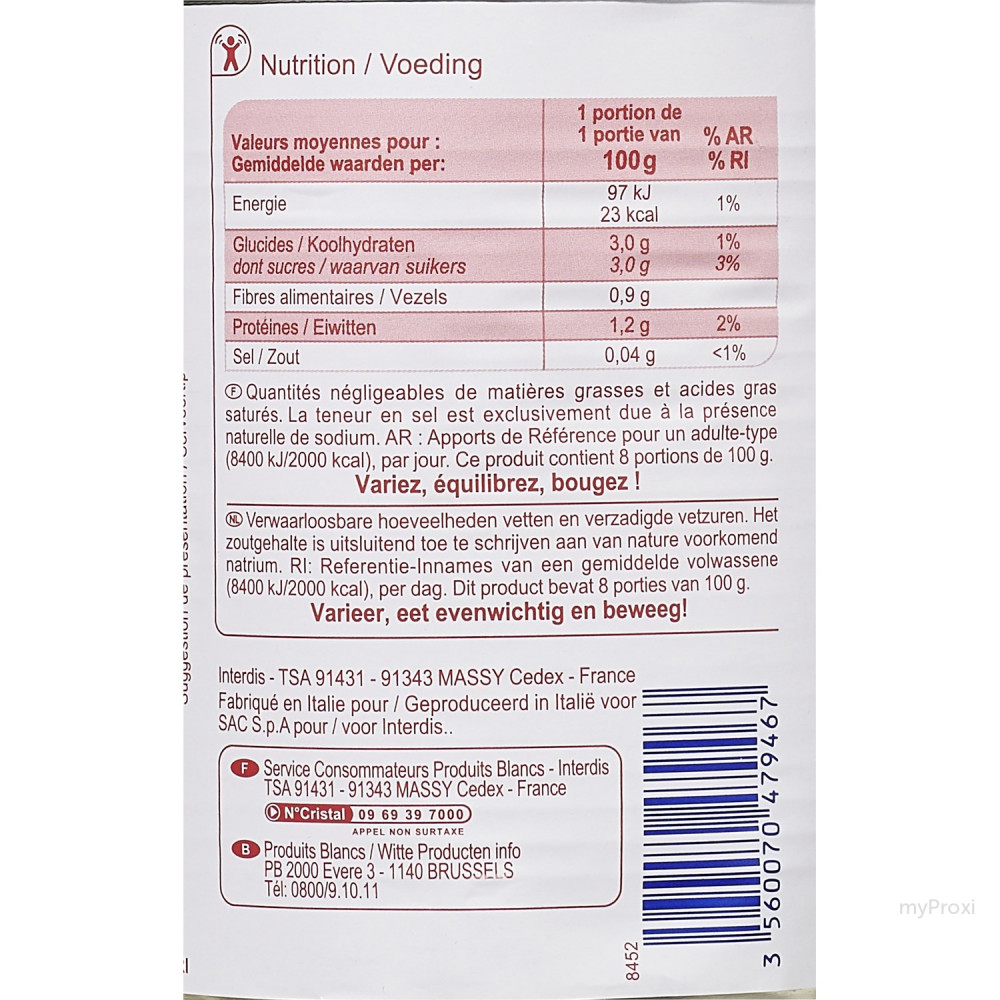 Nutrition / Voeding
Valeurs moyennes pour :
Gemiddelde waarden per:
1 portion de
1 portie van
100g
% AR
% RI
Energie
97 kJ
23 kcal
1%
Glucides / Koolhydraten 3,0 g 1%
dont sucres / waarvan suikers 3,0 g 3%
Fibres alimentaires / Vezels 0,9 g
Protéines / Eiwitten 1,2 g 2%
Sel / Zout 0,04 g <1%
F Quantités négligeables de matières grasses et acides gras
saturés. La teneur en sel est exclusivement due à la présence
naturelle de sodium. AR : Apports de Référence pour un adulte-type
(8400 kJ/2000 kcal), par jour. Ce produit contient 8 portions de 100 g.
Variez, équilibrez, bougez !
NL Verwaarloosbare hoeveelheden vetten en verzadigde vetzuren. Het
zoutgehalte is uitsluitend toe te schrijven aan van nature voorkomend
natrium. RI: Referentie-Innames van een gemiddelde volwassene
(8400 kJ/2000 kcal), per dag. Dit product bevat 8 porties van 100 g.
Varieer, eet evenwichtig en beweeg!
Interdis - TSA 91431 - 91343 MASSY Cedex - France
Fabriqué en Italie pour / Geproduceerd in Italië voor
SAC S.p.A pour / voor Interdis..
F Service Consommateurs Produits Blancs - Interdis
TSA 91431 - 91343 MASSY Cedex - France
N°Cristal 09 69 39 7000
APPEL NON SURTAXE
B Produits Blancs / Witte Producten info
PB 2000 Evere 3 - 1140 BRUSSELS
Tél: 0800/9.10.11
8452
3 560070 479467
myProxi